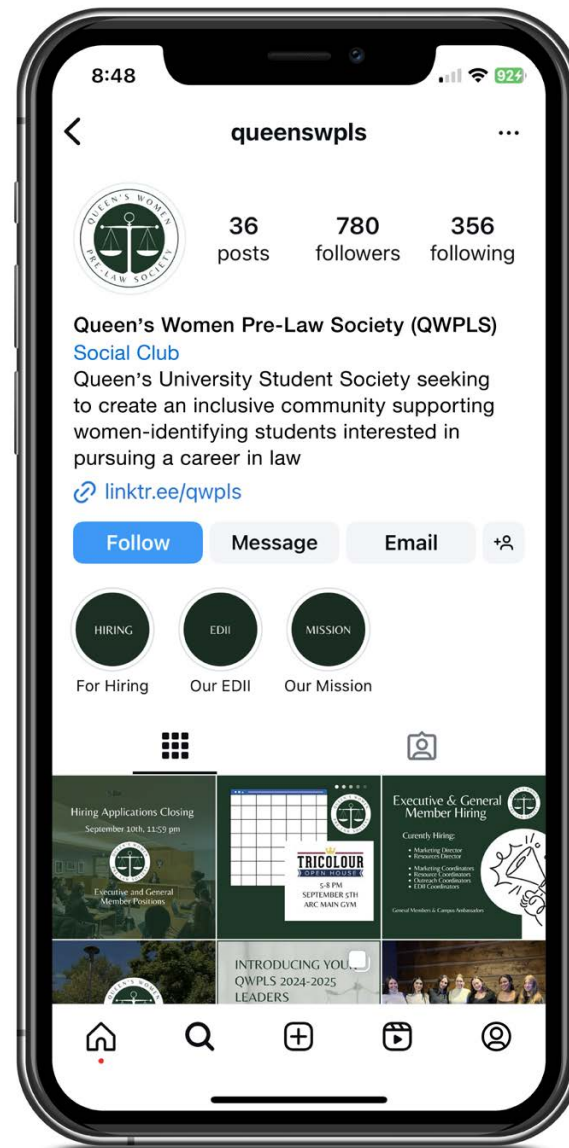 8:48
92
queenswpls
QUEEN'S WOMEN
PRE-LAW SOCIETY
36
780
356
posts
followers
following
Queen's Women Pre-Law Society (QWPLS)
Social Club
Queen's University Student Society seeking
to create an inclusive community supporting
women-identifying students interested in
pursuing a career in law
linktr.ee/qwpls
Follow
Message
Email
HIRING
EDII
MISSION
For Hiring
Our EDII
Our Mission
Hiring Applications Closing
September 10th, 11:59 pm
Executive and General
Member Positions
TRICOLOUR
OPEN HOUSE
5-8 PM
SEPTEMBER 5TH
ARC MAIN GYM
Executive & General
Member Hiring
Curently Hiring:
Marketing Director
Resources Director
Marketing Coordinators
Resource Coordinators
Outreach Coordinators
EDII Coordinators
General Members & Campus Ambassadors
INTRODUCING YOUR
QWPLS 2024-2025
LEADERS